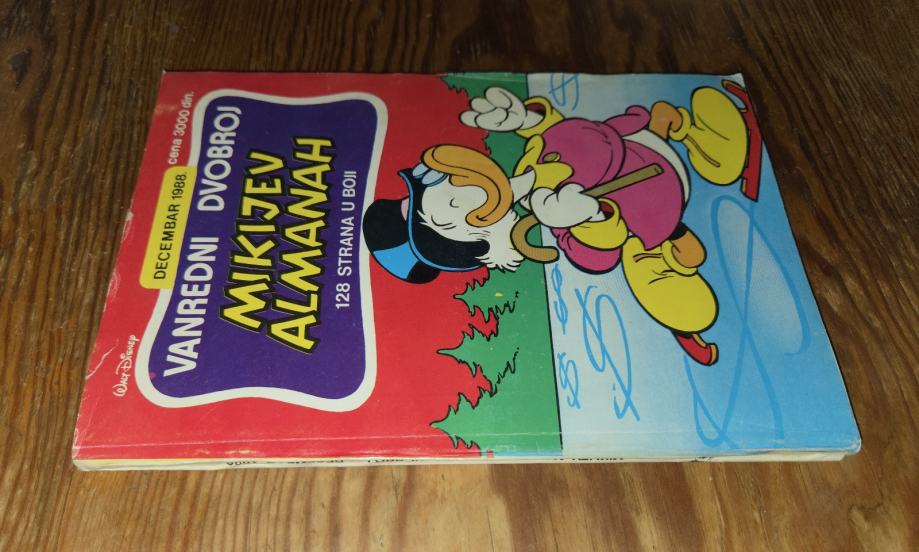 WALT DISNEY
DECEMBAR 1988. cena 3000 din.
VANREDNI DVOBROJ
MIKIJEV
ALMANAH
128 STRANA U BOJI